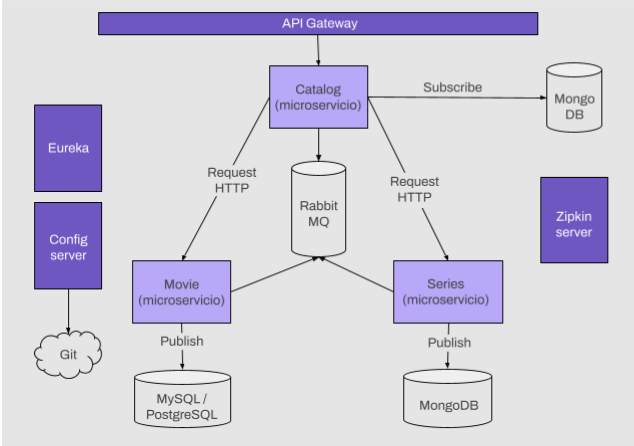 API Gateway
Catalog
(microservicio)
Subscribe
Mongo
DB
Eureka
Request
HTTP
Request
HTTP
Rabbit
MQ
Zipkin
server
Config
server
Movie
(microservicio)
Series
(microservicio)
Publish
Publish
Git
MySQL /
PostgreSQL
MongoDB